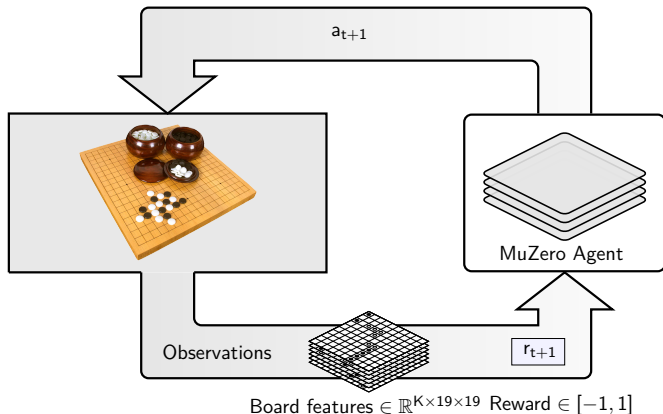 a_{t+1}
MuZero Agent
Observations
r_{t+1}
Board features ∈ ℝ^{K×19×19} Reward ∈ [−1, 1]